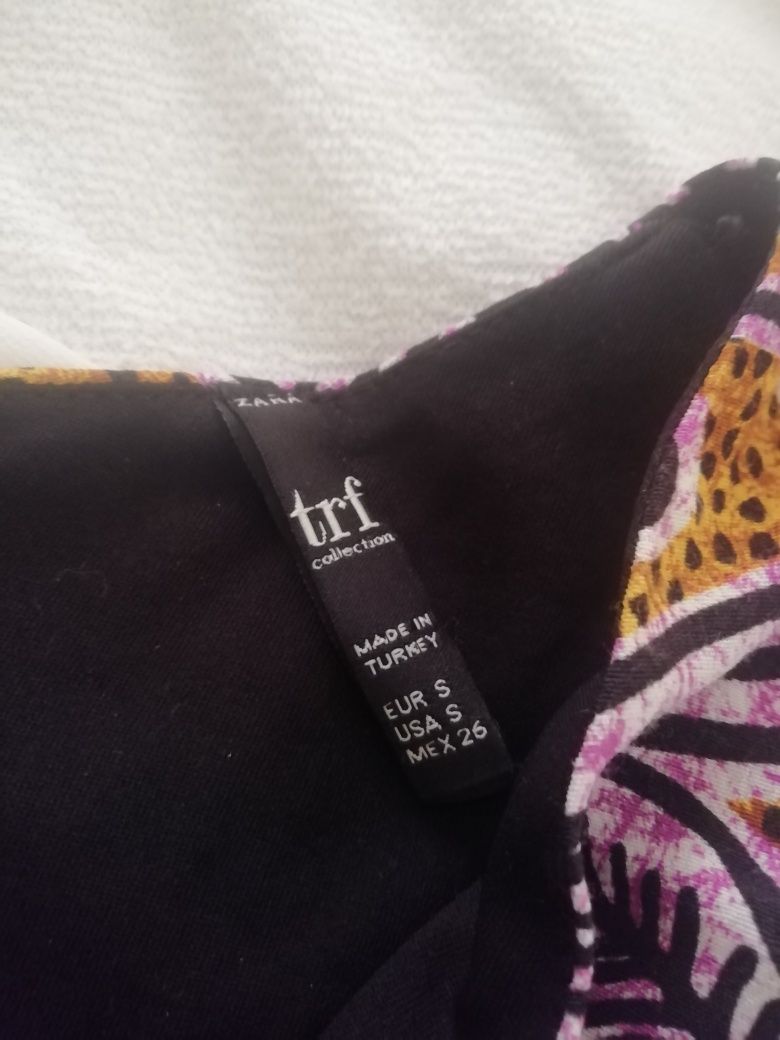 ZARA
trf
collection
MADE IN
TURKEY
EUR S
USA S
MEX 26